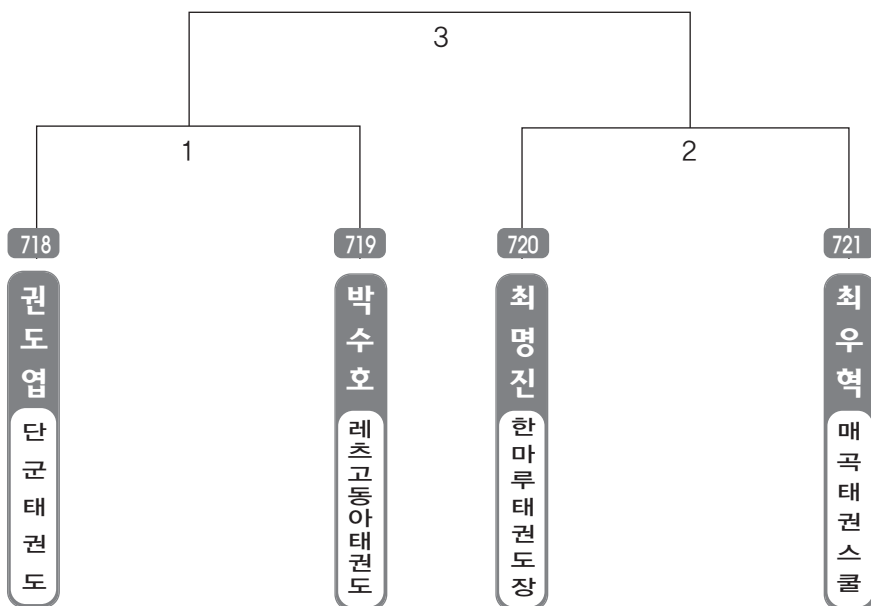 3
1
2
718
719
720
721
권도엽
박수호
최명진
최우혁
단군태권도
레츠고동아태권도
한마루태권도장
매곡태권스쿨